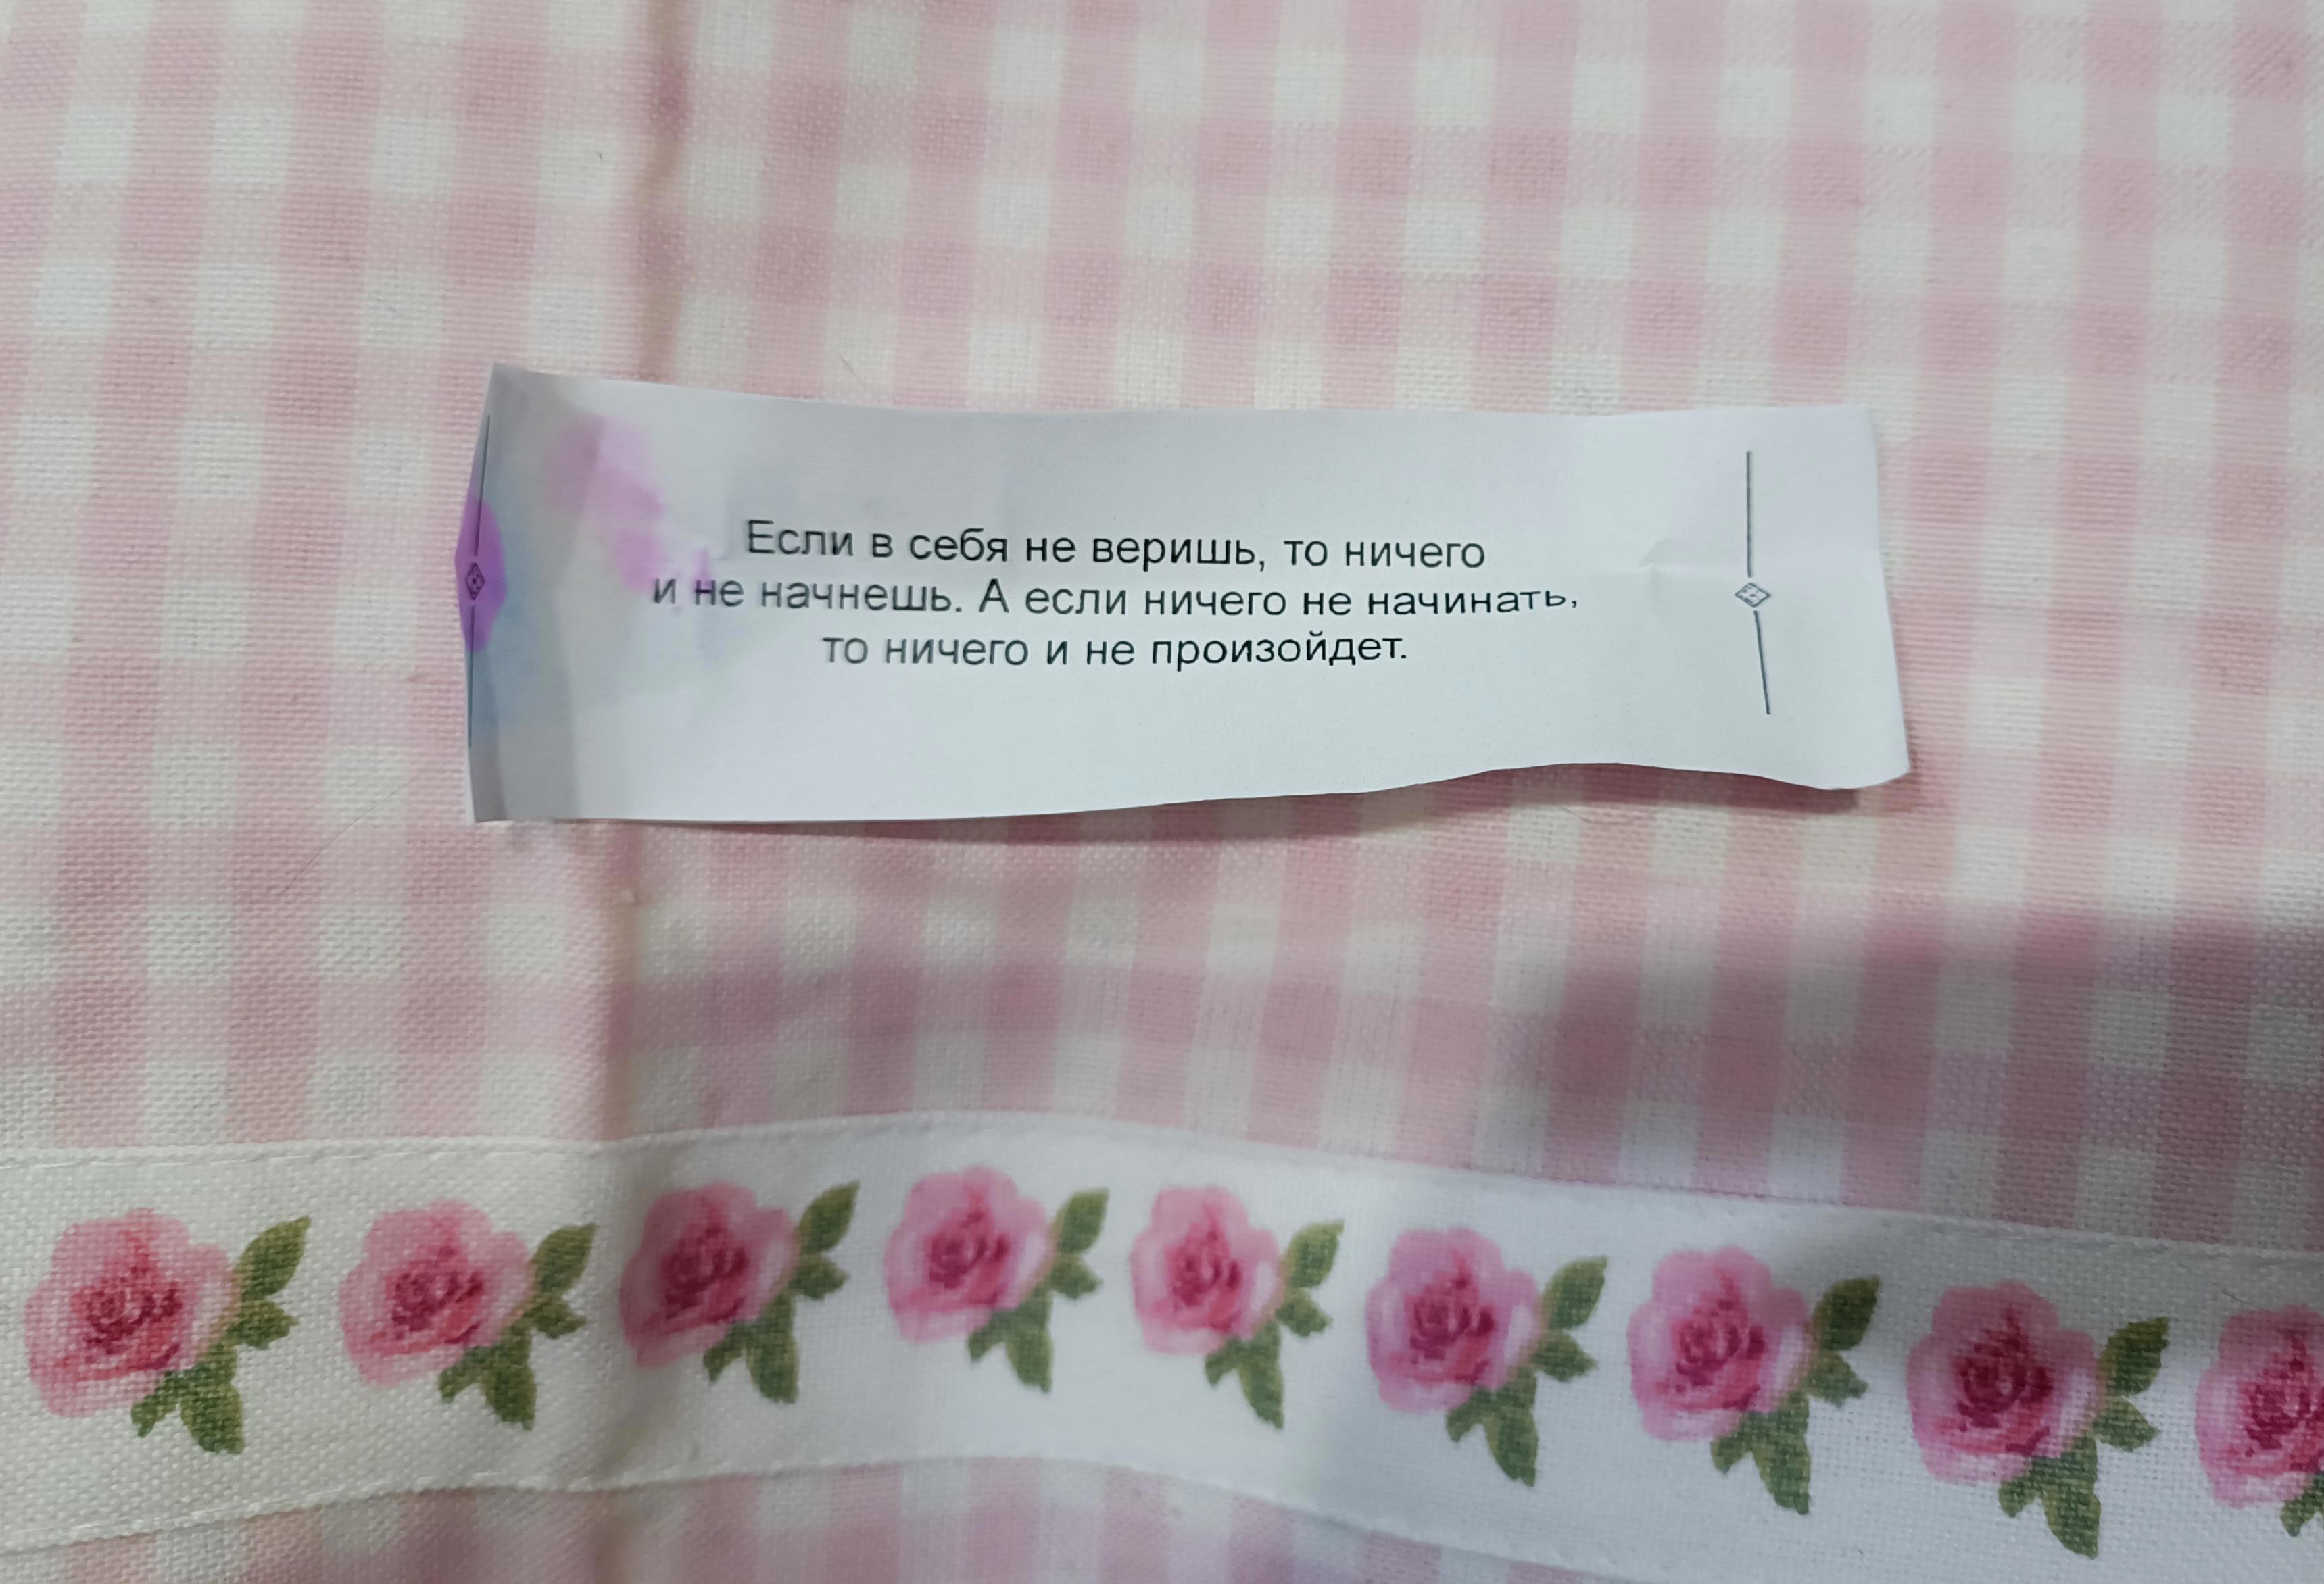 Если в себя не веришь, то ничего
и не начнешь. А если ничего не начинать,
то ничего и не произойдет.